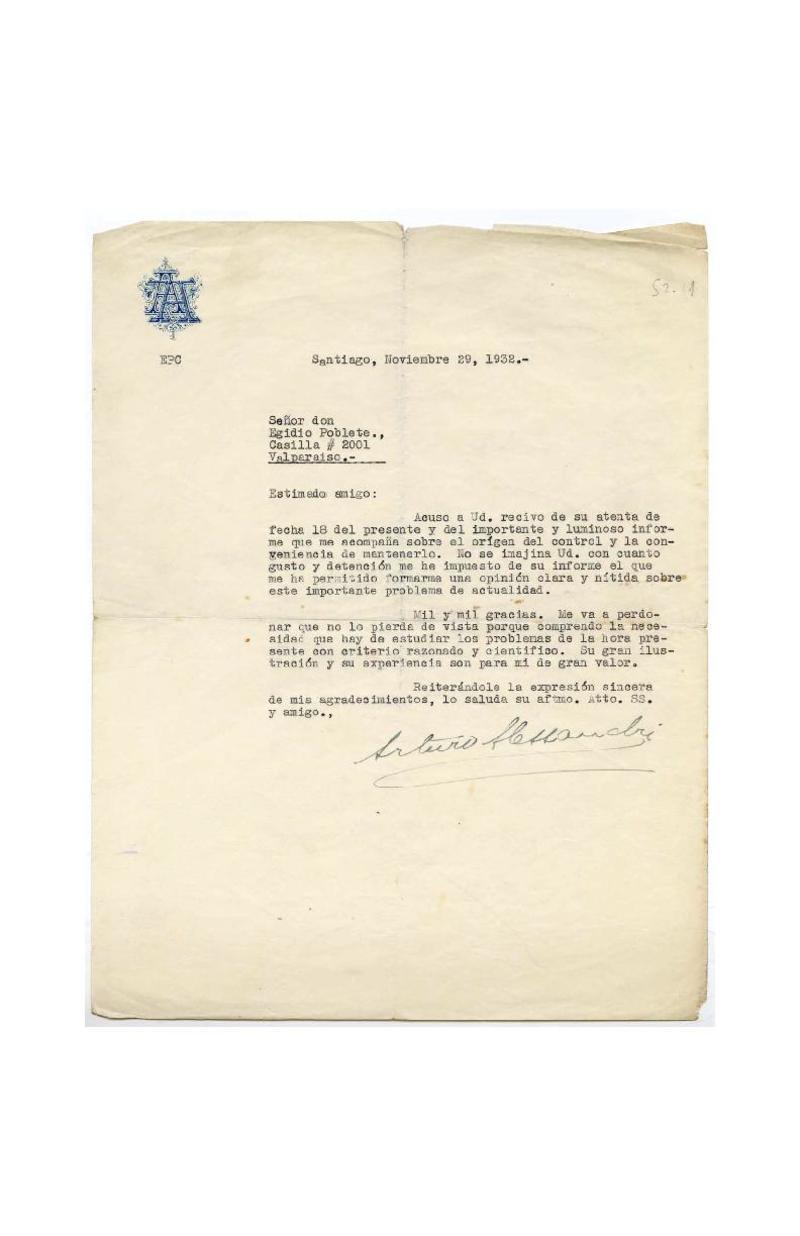 AA
EPC
Santiago, Noviembre 29, 1932.-
Señor don
Egidio Poblete.,
Casilla # 2001
Valparaiso.-
Estimado amigo:
Acuso a Ud. recivo de su atenta de
fecha 18 del presente y del importante y luminoso infor-
me que me acompaña sobre el origen del control y la con-
veniencia de mantenerlo. No se imajina Ud. con cuanto
gusto y detención me he impuesto de su informe el que
me ha permitido formarma una opinión clara y nítida sobre
este importante problema de actualidad.
Mil y mil gracias. Me va a perdo-
nar que no lo pierda de vista porque comprendo la nece-
sidad que hay de estudiar los problemas de la hora pre-
sente con criterio razonado y cientifico. Su gran ilus-
tración y su experiencia son para mi de gran valor.
Reiterándole la expresión sincera
de mis agradecimientos, lo saluda su aftmo. Atto. SS.
y amigo.,
Arturo Alessandri